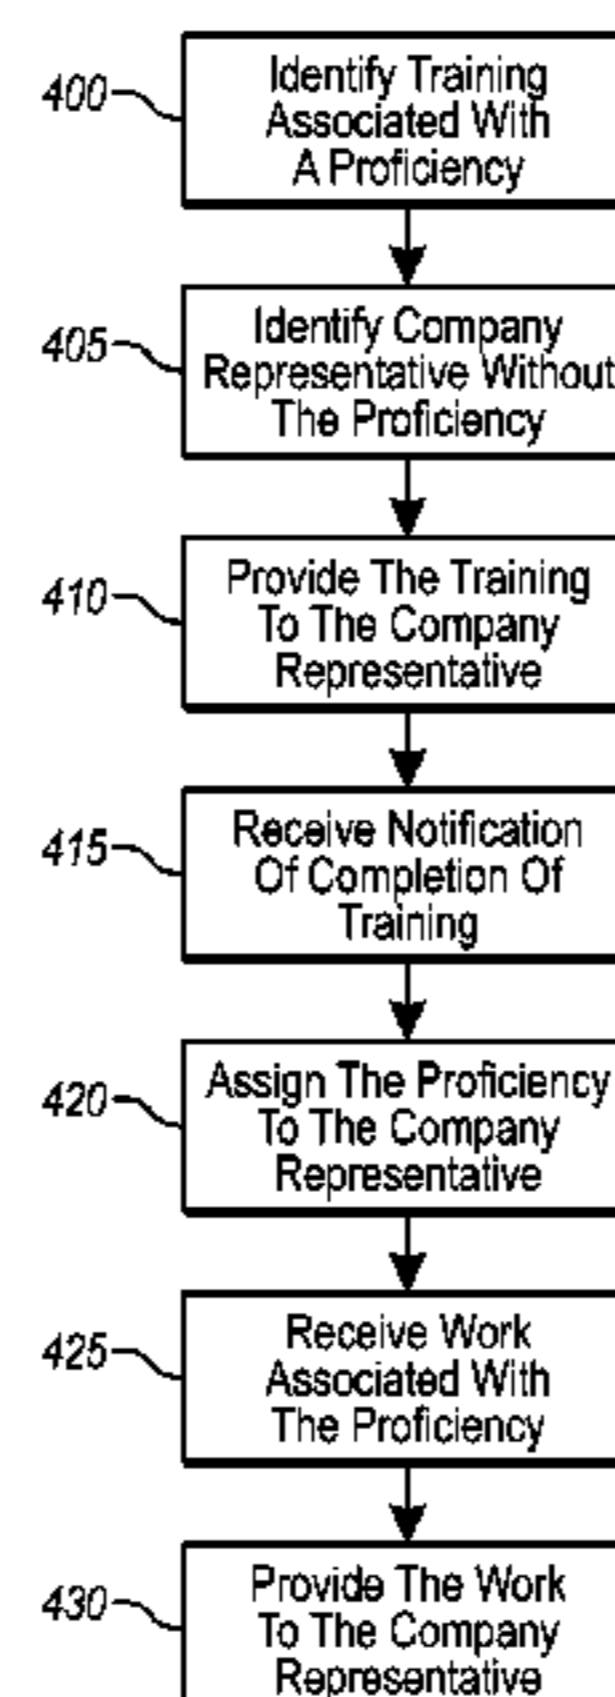 400
Identify Training
Associated With
A Proficiency
405
Identify Company
Representative Without
The Proficiency
410
Provide The Training
To The Company
Representative
415
Receive Notification
Of Completion Of
Training
420
Assign The Proficiency
To The Company
Representative
425
Receive Work
Associated With
The Proficiency
430
Provide The Work
To The Company
Representative